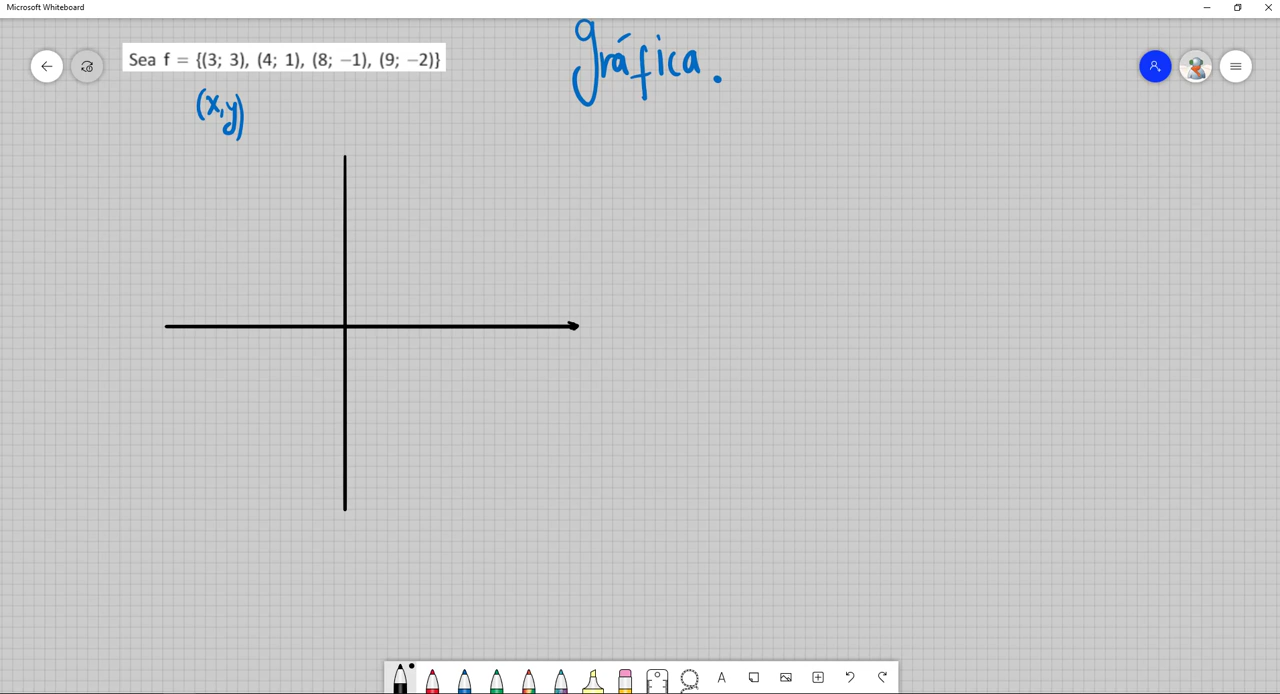 Microsoft Whiteboard
Sea f = {(3; 3), (4; 1), (8; −1), (9; −2)}
gráfica.
(x,y)
A